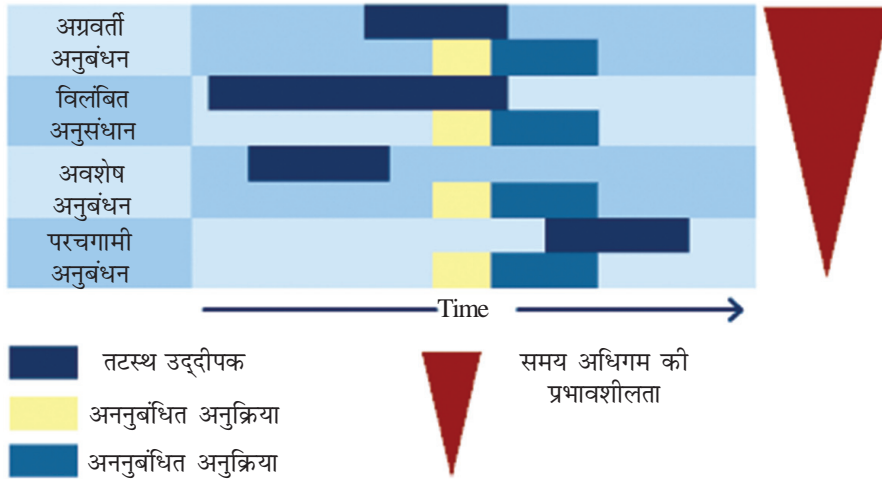 अग्रवर्ती
अनुबंधन
विलंबित
अनुसंधान
अवशेष
अनुबंधन
परचगामी
अनुबंधन
Time
तटस्थ उद्दीपक
अननुबंधित अनुक्रिया
अननुबंधित अनुक्रिया
समय अधिगम की
प्रभावशीलता